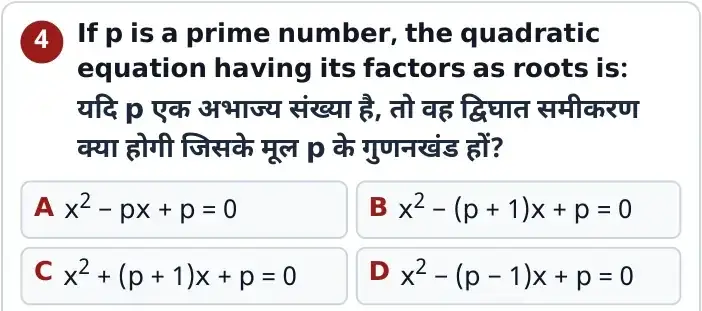 4 If p is a prime number, the quadratic
equation having its factors as roots is:
यदि p एक अभाज्य संख्या है, तो वह द्विघात समीकरण
क्या होगी जिसके मूल p के गुणनखंड हों?
A x² − px + p = 0
B x² − (p + 1)x + p = 0
C x² + (p + 1)x + p = 0
D x² − (p − 1)x + p = 0